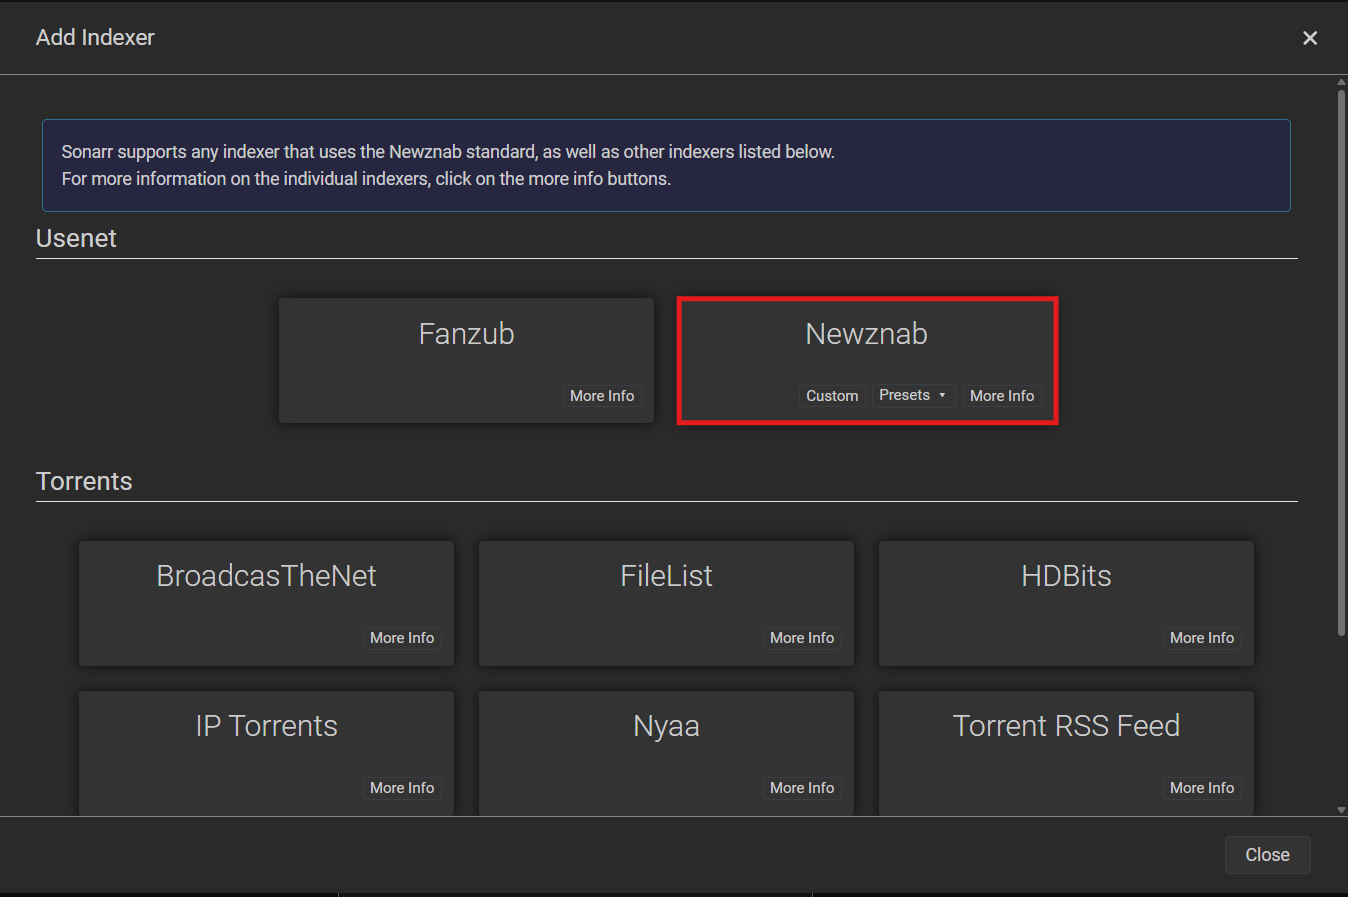 Add Indexer
Sonarr supports any indexer that uses the Newznab standard, as well as other indexers listed below.
For more information on the individual indexers, click on the more info buttons.
Usenet
Fanzub
More Info
Newznab
Custom
Presets
More Info
Torrents
BroadcasTheNet
More Info
FileList
More Info
HDBits
More Info
IP Torrents
More Info
Nyaa
More Info
Torrent RSS Feed
More Info
Close